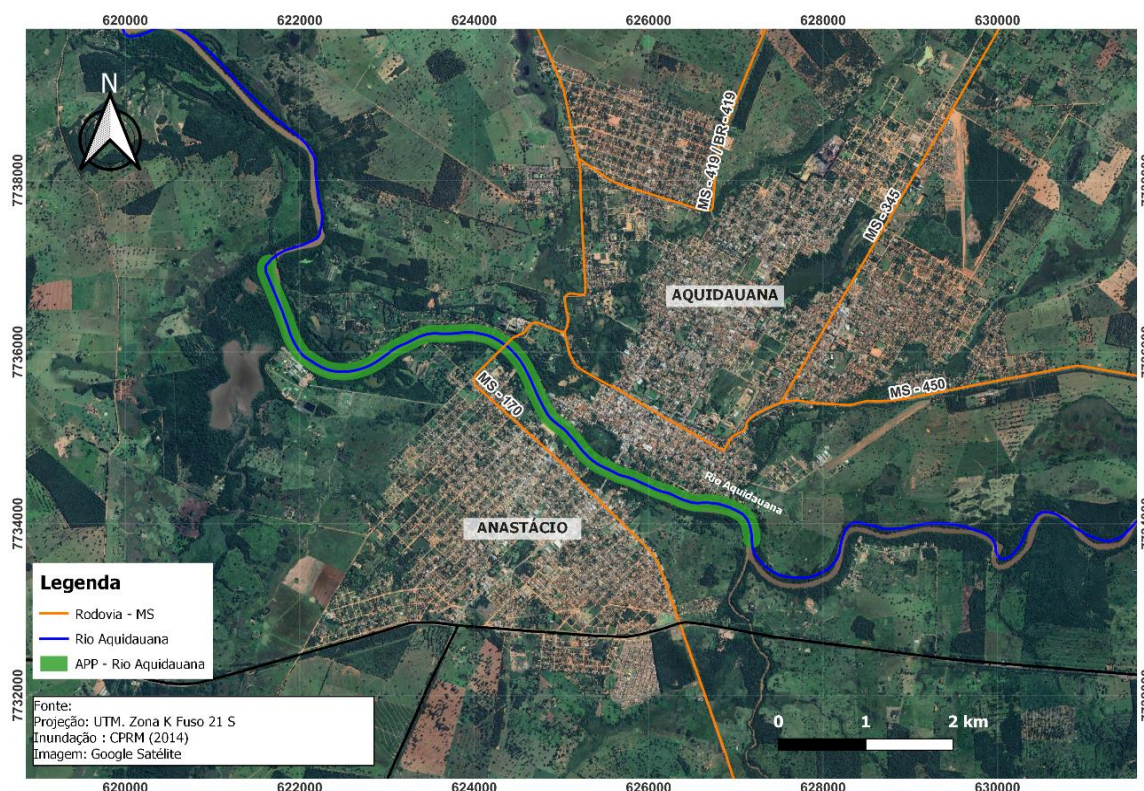 620000 622000 624000 626000 628000 630000
N
MS - 419 / BR - 419
7738000
MS - 345
AQUIDAUANA
7736000
MS - 170
MS - 450
Rio Aquidauana
7734000
ANASTÁCIO
Legenda
Rodovia - MS
Rio Aquidauana
APP - Rio Aquidauana
7732000
Fonte:
Projeção: UTM. Zona K Fuso 21 S
Inundação : CPRM (2014)
Imagem: Google Satélite
0 1 2 km
620000 622000 624000 626000 628000 630000